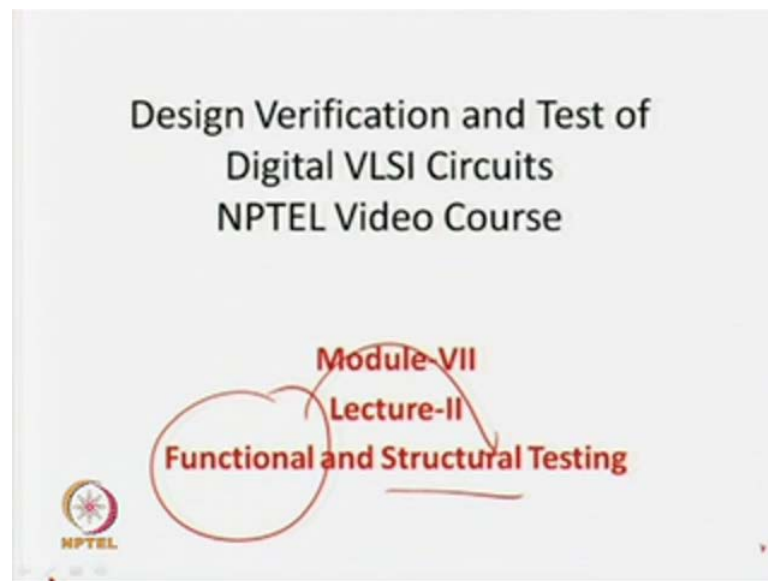 Design Verification and Test of
Digital VLSI Circuits
NPTEL Video Course
Module-VII
Lecture-II
Functional and Structural Testing
NPTEL